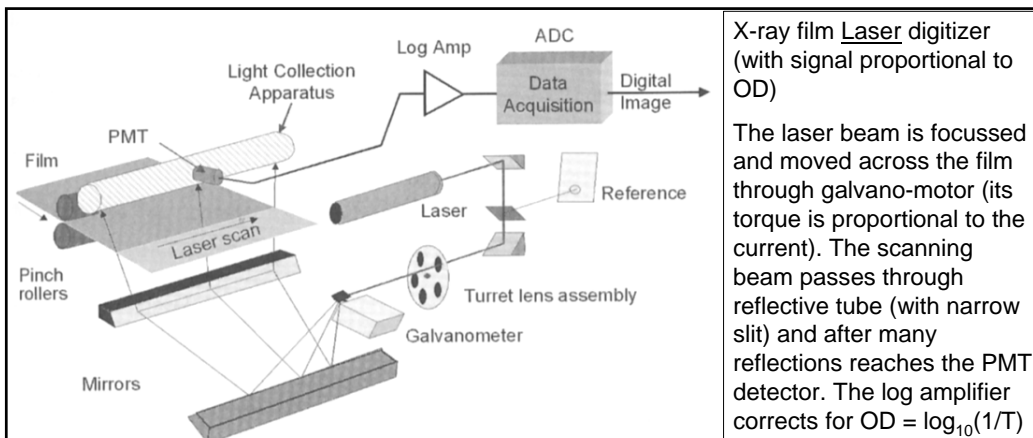 Log Amp
ADC
Light Collection
Apparatus
Data
Acquisition
Digital
Image
PMT
Film
Laser
Reference
Laser scan
Pinch
rollers
Turret lens assembly
Galvanometer
Mirrors
X-ray film Laser digitizer
(with signal proportional to
OD)
The laser beam is focussed
and moved across the film
through galvano-motor (its
torque is proportional to the
current). The scanning
beam passes through
reflective tube (with narrow
slit) and after many
reflections reaches the PMT
detector. The log amplifier
corrects for OD = log₁₀(1/T)